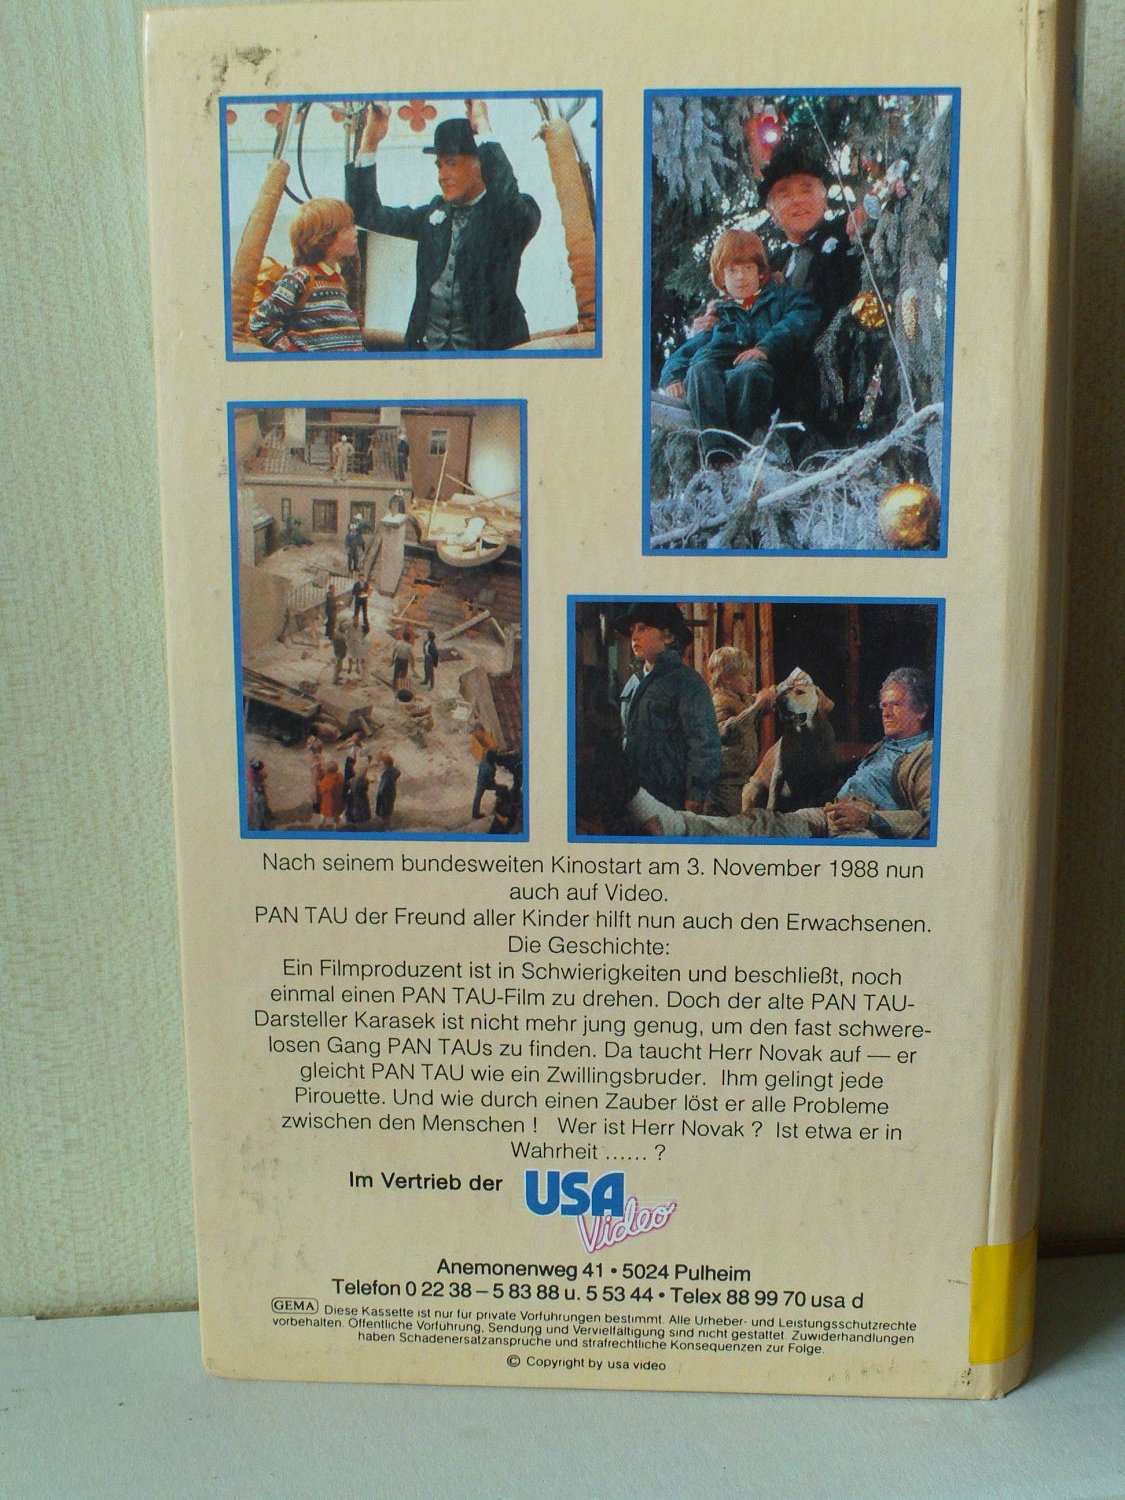 Nach seinem bundesweiten Kinostart am 3. November 1988 nun
auch auf Video.
PAN TAU der Freund aller Kinder hilft nun auch den Erwachsenen.
Die Geschichte:
Ein Filmproduzent ist in Schwierigkeiten und beschließt, noch
einmal einen PAN TAU-Film zu drehen. Doch der alte PAN TAU-
Darsteller Karasek ist nicht mehr jung genug, um den fast schwere-
losen Gang PAN TAUs zu finden. Da taucht Herr Novak auf — er
gleicht PAN TAU wie ein Zwillingsbruder. Ihm gelingt jede
Pirouette. Und wie durch einen Zauber löst er alle Probleme
zwischen den Menschen ! Wer ist Herr Novak ? Ist etwa er in
Wahrheit ...... ?
Im Vertrieb der USA Video
Anemonenweg 41 • 5024 Pulheim
Telefon 0 22 38 – 5 83 88 u. 5 53 44 • Telex 88 99 70 usa d
GEMA Diese Kassette ist nur für private Vorführungen bestimmt. Alle Urheber- und Leistungsschutzrechte
vorbehalten. Öffentliche Vorführung, Sendung und Vervielfältigung sind nicht gestattet. Zuwiderhandlungen
haben Schadenersatzansprüche und strafrechtliche Konsequenzen zur Folge.
© Copyright by usa video